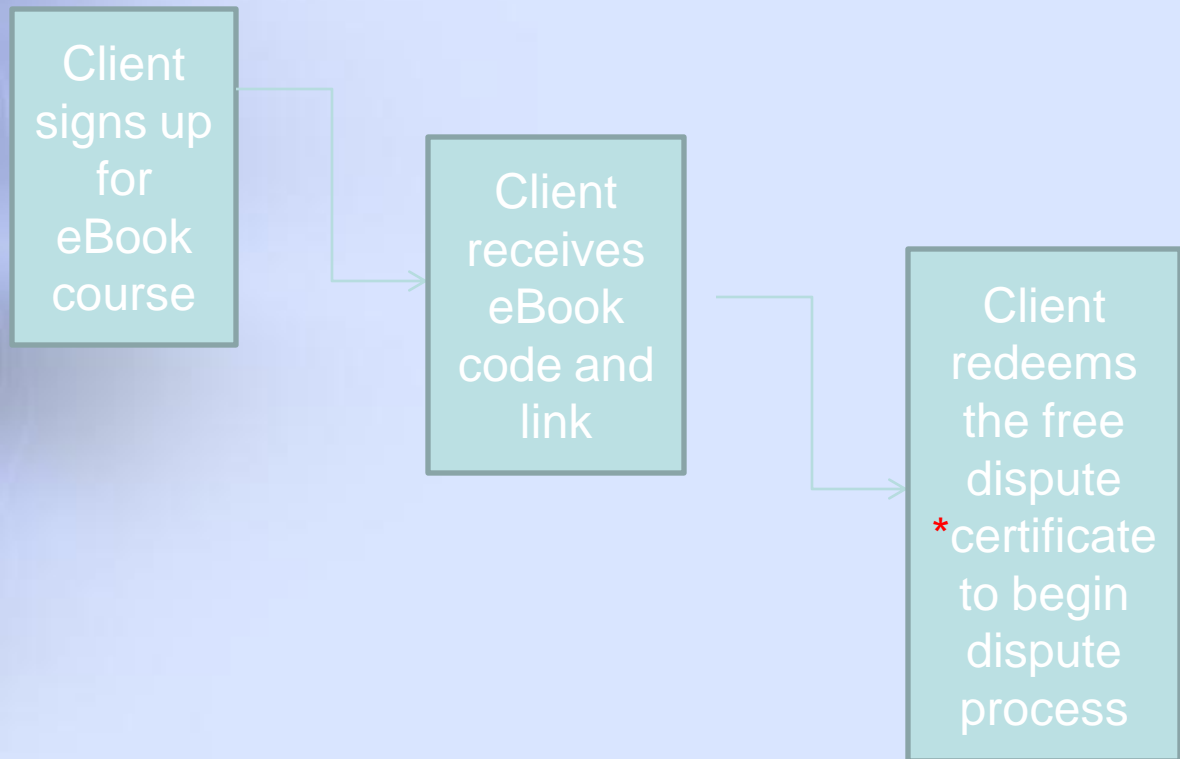 Client
signs up
for
eBook
course
Client
receives
eBook
code and
link
Client
redeems
the free
dispute
*certificate
to begin
dispute
process